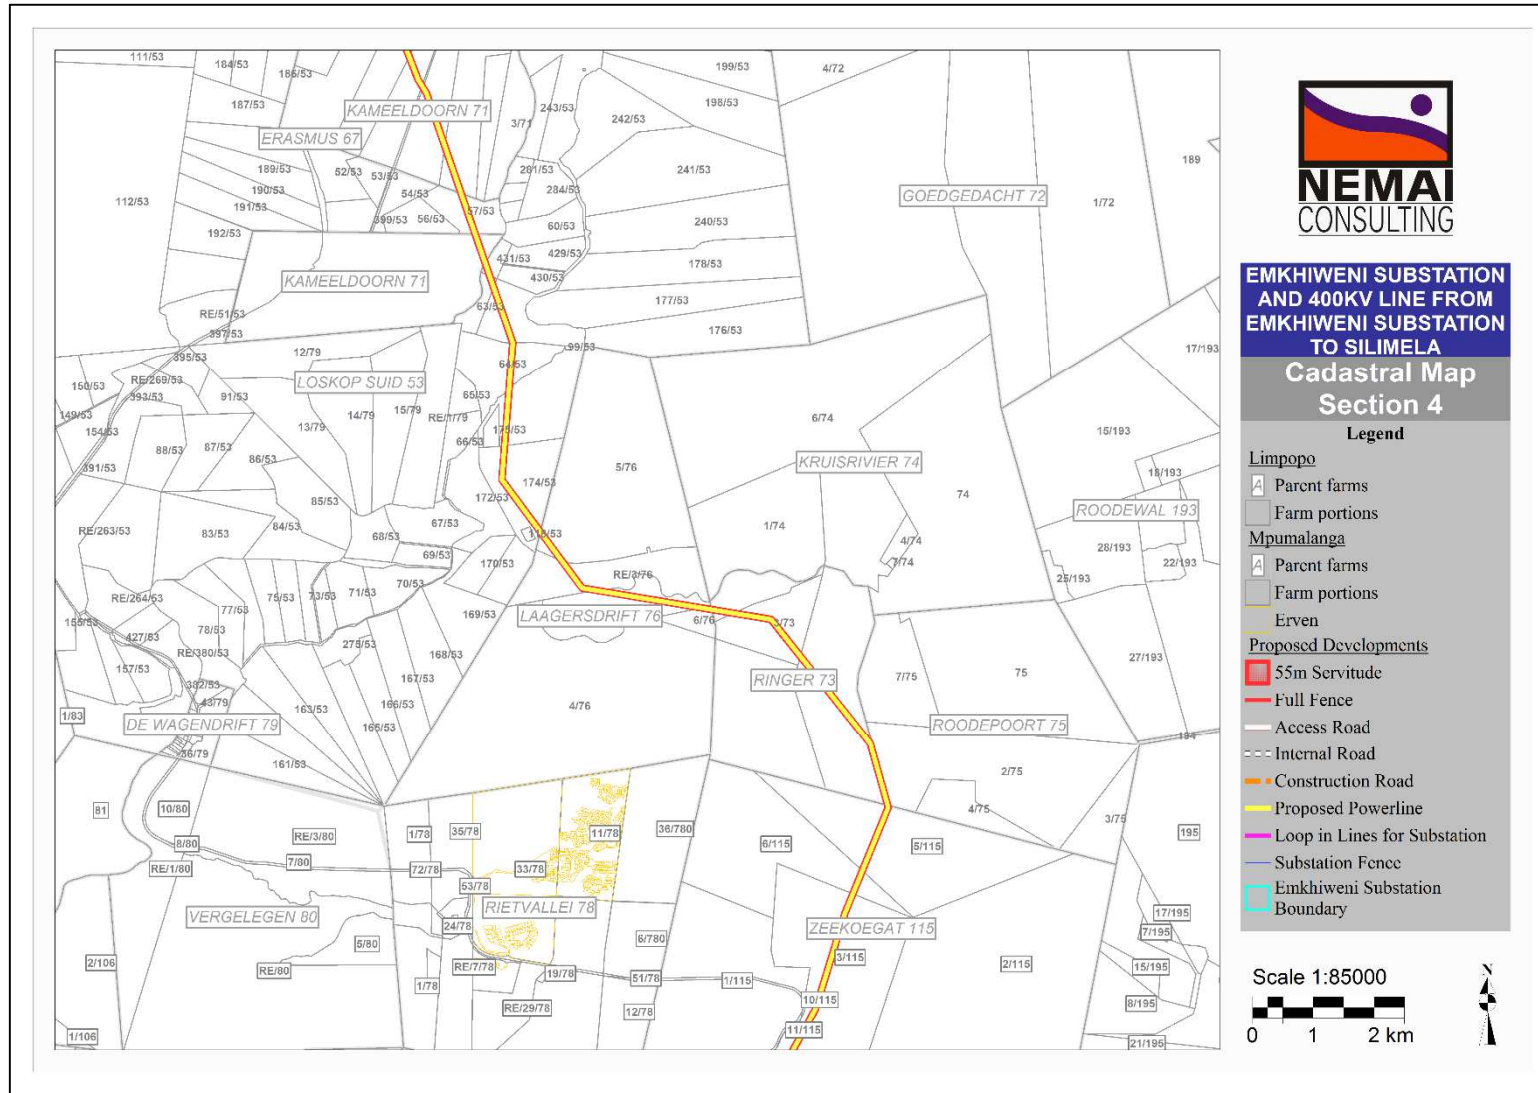 111/53
184/53
186/53
199/53
4/72
187/53
KAMEELDOORN 71
243/53
198/53
242/53
3/71
ERASMUS 67
189
189/53
52/53
53/53
281/53
241/53
190/53
54/53
284/53
GOEDGEDACHT 72
112/53
191/53
399/53
56/53
57/53
1/72
192/53
60/53
240/53
431/53
429/53
178/53
KAMEELDOORN 71
430/53
63/53
177/53
RE/51/53
397/53
176/53
395/53
12/79
99/53
17/193
64/53
150/53
RE/269/53
LOSKOP SUID 53
393/53
91/53
65/53
149/53
14/79
15/79
RE/1/79
6/74
154/53
13/79
175/53
15/193
88/53
87/53
66/53
391/53
86/53
5/76
KRUISRIVIER 74
18/193
85/53
172/53
174/53
74
ROODEWAL 193
RE/263/53
83/53
84/53
67/53
1/74
68/53
4/74
28/193
69/53
170/53
7/74
22/193
RE/3/76
25/193
RE/264/53
75/53
73/53
71/53
70/53
77/53
169/53
LAAGERSDRIFT 76
6/76
155/53
78/53
427/53
275/53
168/53
RE/380/53
27/193
157/53
167/53
RINGER 73
7/75
75
382/53
43/79
163/53
166/53
4/76
1/83
DE WAGENDRIFT 79
165/53
ROODEPOORT 75
36/79
161/53
2/75
81
10/80
4/75
3/75
RE/3/80
1/78
35/78
11/78
36/780
195
8/80
6/115
5/115
7/80
RE/1/80
72/78
33/78
53/78
VERGELEGEN 80
RIETVALLEI 78
17/195
24/78
ZEEKOEGAT 115
7/195
5/80
6/780
2/106
RE/80
RE/7/78
3/115
2/115
15/195
19/78
51/78
1/115
1/78
10/115
8/195
RE/29/78
12/78
1/106
11/115
21/195
NEMAI
CONSULTING
EMKHIWENI SUBSTATION
AND 400KV LINE FROM
EMKHIWENI SUBSTATION
TO SILIMELA
Cadastral Map
Section 4
Legend
Limpopo
A Parent farms
Farm portions
Mpumalanga
A Parent farms
Farm portions
Erven
Proposed Developments
55m Servitude
Full Fence
Access Road
Internal Road
Construction Road
Proposed Powerline
Loop in Lines for Substation
Substation Fence
Emkhiweni Substation
Boundary
Scale 1:85000
N
0 1 2 km